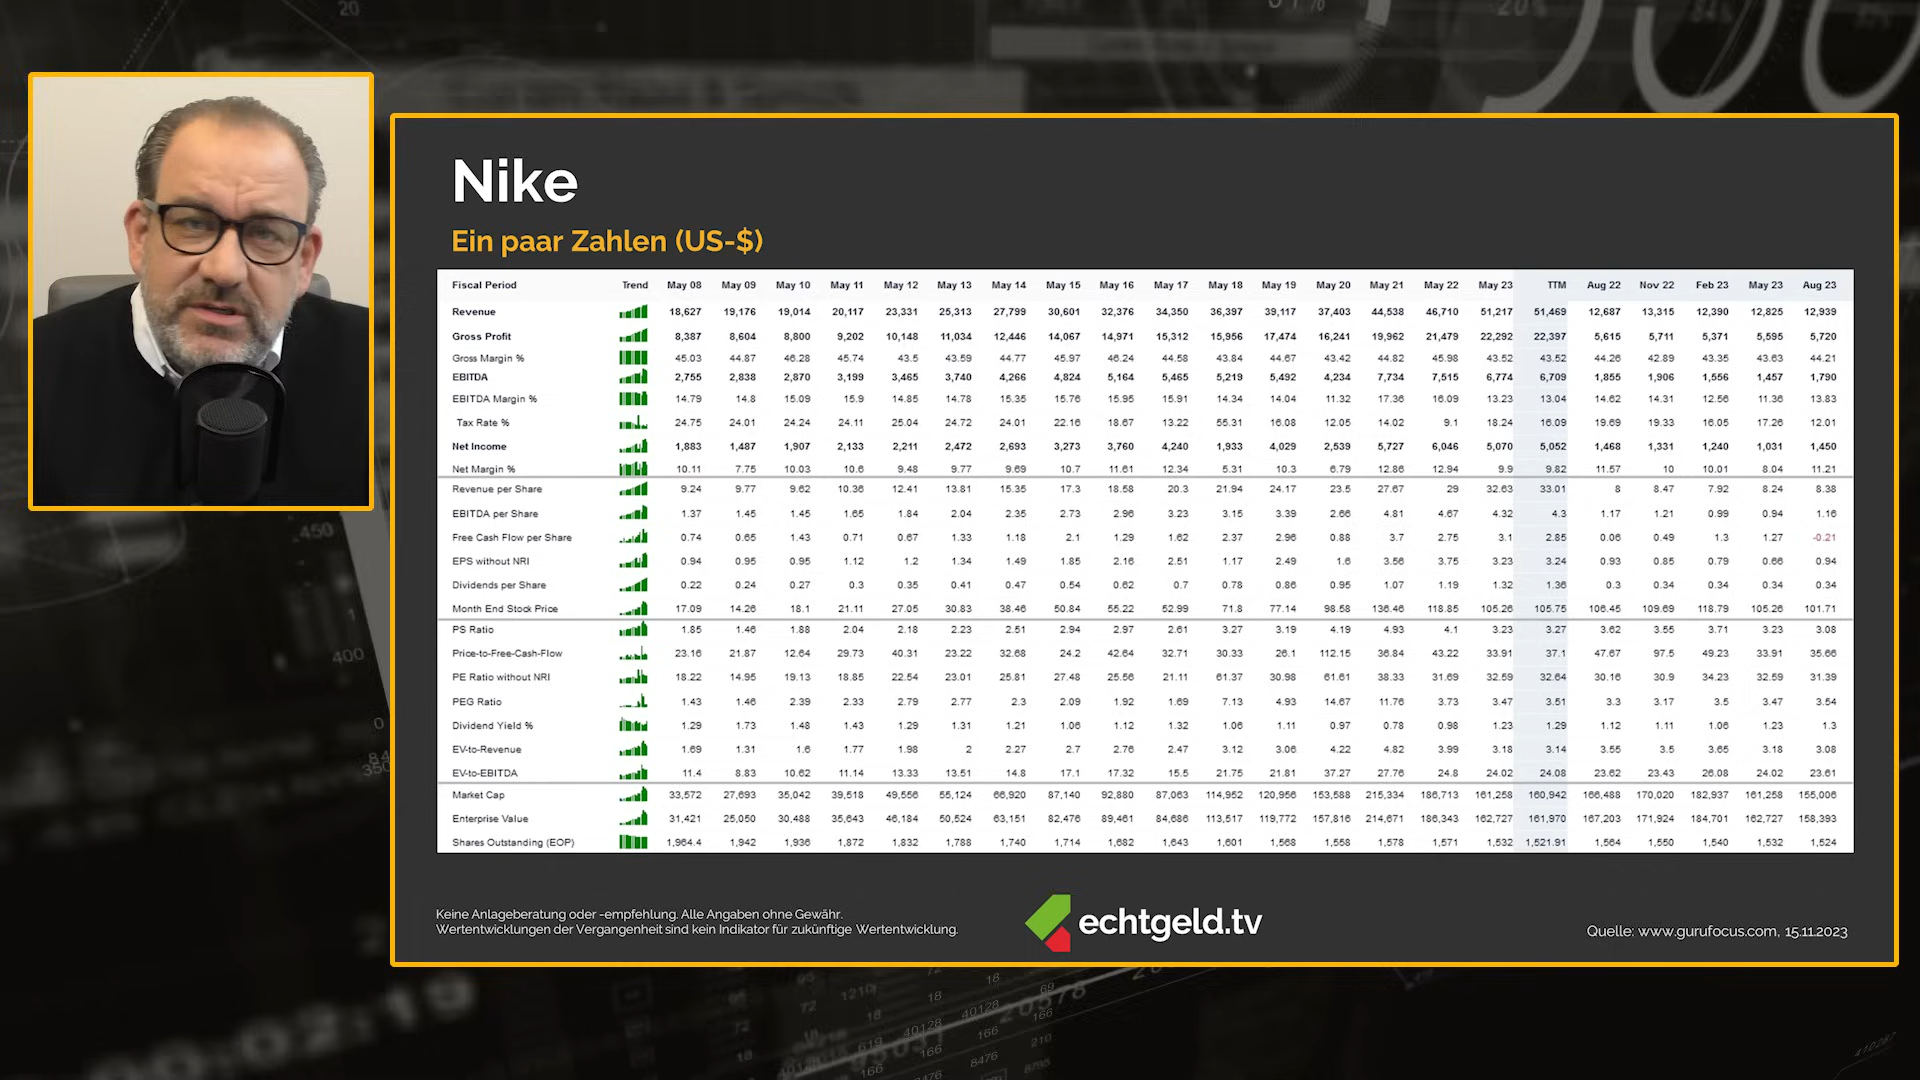 Nike
Ein paar Zahlen (US-$)
Fiscal Period Trend May 08 May 09 May 10 May 11 May 12 May 13 May 14 May 15 May 16 May 17 May 18 May 19 May 20 May 21 May 22 May 23 TTM Aug 22 Nov 22 Feb 23 May 23 Aug 23
Revenue 18,627 19,176 19,014 20,117 23,331 25,313 27,799 30,601 32,376 34,350 36,397 39,117 37,403 44,538 46,710 51,217 51,469 12,687 13,315 12,390 12,825 12,939
Gross Profit 8,387 8,604 8,800 9,202 10,148 11,034 12,446 14,067 14,971 15,312 15,956 17,474 16,241 19,962 21,479 22,292 22,397 5,615 5,711 5,371 5,595 5,720
Gross Margin % 45.03 44.87 46.28 45.74 43.5 43.59 44.77 45.97 46.24 44.58 43.84 44.67 43.42 44.82 45.98 43.52 43.52 44.26 42.89 43.35 43.63 44.21
EBITDA 2,755 2,838 2,870 3,199 3,465 3,740 4,266 4,824 5,164 5,465 5,219 5,492 4,234 7,734 7,515 6,774 6,709 1,855 1,906 1,556 1,457 1,790
EBITDA Margin % 14.79 14.8 15.09 15.9 14.85 14.78 15.35 15.76 15.95 15.91 14.34 14.04 11.32 17.36 16.09 13.23 13.04 14.62 14.31 12.56 11.36 13.83
Tax Rate % 24.75 24.01 24.24 24.11 25.04 24.72 24.01 22.16 18.67 13.22 55.31 16.08 12.05 14.02 9.1 18.24 16.09 19.69 19.33 16.05 17.26 12.01
Net Income 1,883 1,487 1,907 2,133 2,211 2,472 2,693 3,273 3,760 4,240 1,933 4,029 2,539 5,727 6,046 5,070 5,052 1,468 1,331 1,240 1,031 1,450
Net Margin % 10.11 7.75 10.03 10.6 9.48 9.77 9.69 10.7 11.61 12.34 5.31 10.3 6.79 12.86 12.94 9.9 9.82 11.57 10 10.01 8.04 11.21
Revenue per Share 9.24 9.77 9.62 10.36 12.41 13.81 15.35 17.3 18.58 20.3 21.94 24.17 23.5 27.67 29 32.63 33.01 8 8.47 7.92 8.24 8.38
EBITDA per Share 1.37 1.45 1.45 1.65 1.84 2.04 2.35 2.73 2.96 3.23 3.15 3.39 2.66 4.81 4.67 4.32 4.3 1.17 1.21 0.99 0.94 1.16
Free Cash Flow per Share 0.74 0.65 1.43 0.71 0.67 1.33 1.18 2.1 1.29 1.62 2.37 2.96 0.88 3.7 2.75 3.1 2.85 0.06 0.49 1.3 1.27 -0.21
EPS without NRI 0.94 0.95 0.95 1.12 1.2 1.34 1.49 1.85 2.16 2.51 1.17 2.49 1.6 3.56 3.75 3.23 3.24 0.93 0.85 0.79 0.66 0.94
Dividends per Share 0.22 0.24 0.27 0.3 0.35 0.41 0.47 0.54 0.62 0.7 0.78 0.86 0.95 1.07 1.19 1.32 1.36 0.3 0.34 0.34 0.34 0.34
Month End Stock Price 17.09 14.26 18.1 21.11 27.05 30.83 38.46 50.84 55.22 52.99 71.8 77.14 98.58 136.46 118.85 105.26 105.75 106.45 109.69 118.79 105.26 101.71
PS Ratio 1.85 1.46 1.88 2.04 2.18 2.23 2.51 2.94 2.97 2.61 3.27 3.19 4.19 4.93 4.1 3.23 3.27 3.62 3.55 3.71 3.23 3.08
Price-to-Free-Cash-Flow 23.16 21.87 12.64 29.73 40.31 23.22 32.68 24.2 42.64 32.71 30.33 26.1 112.15 36.84 43.22 33.91 37.1 47.67 97.5 49.23 33.91 35.66
PE Ratio without NRI 18.22 14.95 19.13 18.85 22.54 23.01 25.81 27.48 25.56 21.11 61.37 30.98 61.61 38.33 31.69 32.59 32.64 30.16 30.9 34.23 32.59 31.39
PEG Ratio 1.43 1.46 2.39 2.33 2.79 2.77 2.3 2.09 1.92 1.69 7.13 4.93 14.67 11.76 3.73 3.47 3.51 3.3 3.17 3.5 3.47 3.54
Dividend Yield % 1.29 1.73 1.48 1.43 1.29 1.31 1.21 1.06 1.12 1.32 1.06 1.11 0.97 0.78 0.98 1.23 1.29 1.12 1.11 1.06 1.23 1.3
EV-to-Revenue 1.69 1.31 1.6 1.77 1.98 2 2.27 2.7 2.76 2.47 3.12 3.06 4.22 4.82 3.99 3.18 3.14 3.55 3.5 3.65 3.18 3.08
EV-to-EBITDA 11.4 8.83 10.62 11.14 13.33 13.51 14.8 17.1 17.32 15.5 21.75 21.81 37.27 27.76 24.8 24.02 24.08 23.62 23.43 26.08 24.02 23.61
Market Cap 33,572 27,693 35,042 39,518 49,556 55,124 66,920 87,140 92,880 87,063 114,952 120,956 153,588 215,334 186,713 161,258 160,942 166,488 170,020 182,937 161,258 155,006
Enterprise Value 31,421 25,050 30,488 35,643 46,184 50,524 63,151 82,476 89,461 84,686 113,517 119,772 157,816 214,671 186,343 162,727 161,970 167,203 171,924 184,701 162,727 158,393
Shares Outstanding (EOP) 1,964.4 1,942 1,936 1,872 1,832 1,788 1,740 1,714 1,682 1,643 1,601 1,568 1,558 1,578 1,571 1,532 1,521.91 1,564 1,550 1,540 1,532 1,524
Keine Anlageberatung oder -empfehlung. Alle Angaben ohne Gewähr.
Wertentwicklungen der Vergangenheit sind kein Indikator für zukünftige Wertentwicklung.
echtgeld.tv
Quelle: www.gurufocus.com, 15.11.2023